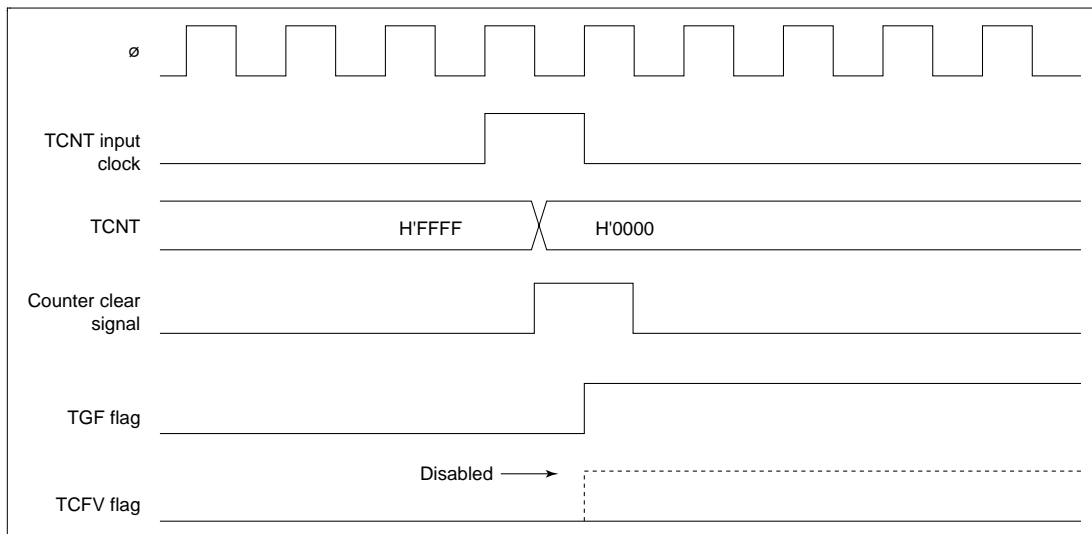 ø
TCNT input
clock
TCNT
H'FFFF
H'0000
Counter clear
signal
TGF flag
Disabled
TCFV flag